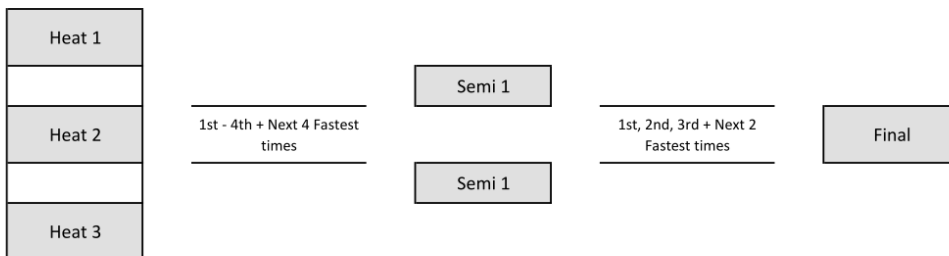 Heat 1
Heat 2
Heat 3
1st - 4th + Next 4 Fastest
times
Semi 1
Semi 1
1st, 2nd, 3rd + Next 2
Fastest times
Final